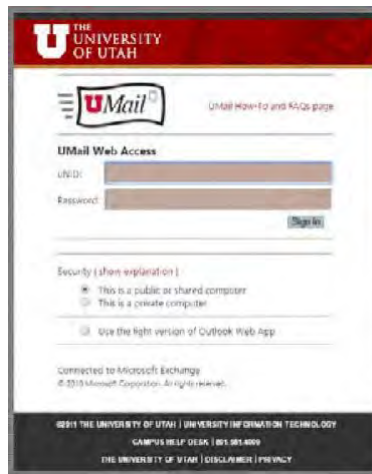 THE
UNIVERSITY
OF UTAH
UMail
UMail How-To and FAQs page
UMail Web Access
UNID:
Password:
Sign In
Security ( show explanation )
This is a public or shared computer
This is a private computer
Use the light version of Outlook Web App
Connected to Microsoft Exchange
© 2010 Microsoft Corporation. All rights reserved.
©2011 THE UNIVERSITY OF UTAH | UNIVERSITY INFORMATION TECHNOLOGY
CAMPUS HELP DESK | 801.581.4000
THE UNIVERSITY OF UTAH | DISCLAIMER | PRIVACY